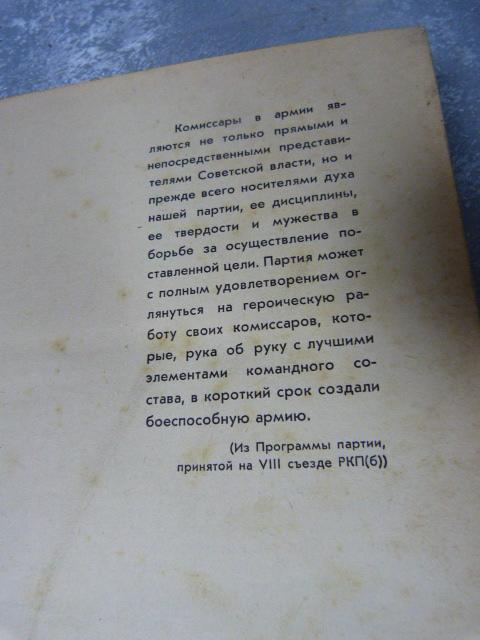 Комиссары в армии яв-
ляются не только прямыми и
непосредственными представи-
телями Советской власти, но и
прежде всего носителями духа
нашей партии, ее дисциплины,
ее твердости и мужества в
борьбе за осуществление по-
ставленной цели. Партия может
с полным удовлетворением ог-
лянуться на героическую ра-
боту своих комиссаров, кото-
рые, рука об руку с лучшими
элементами командного со-
става, в короткий срок создали
боеспособную армию.
(Из Программы партии,
принятой на VIII съезде РКП(б))